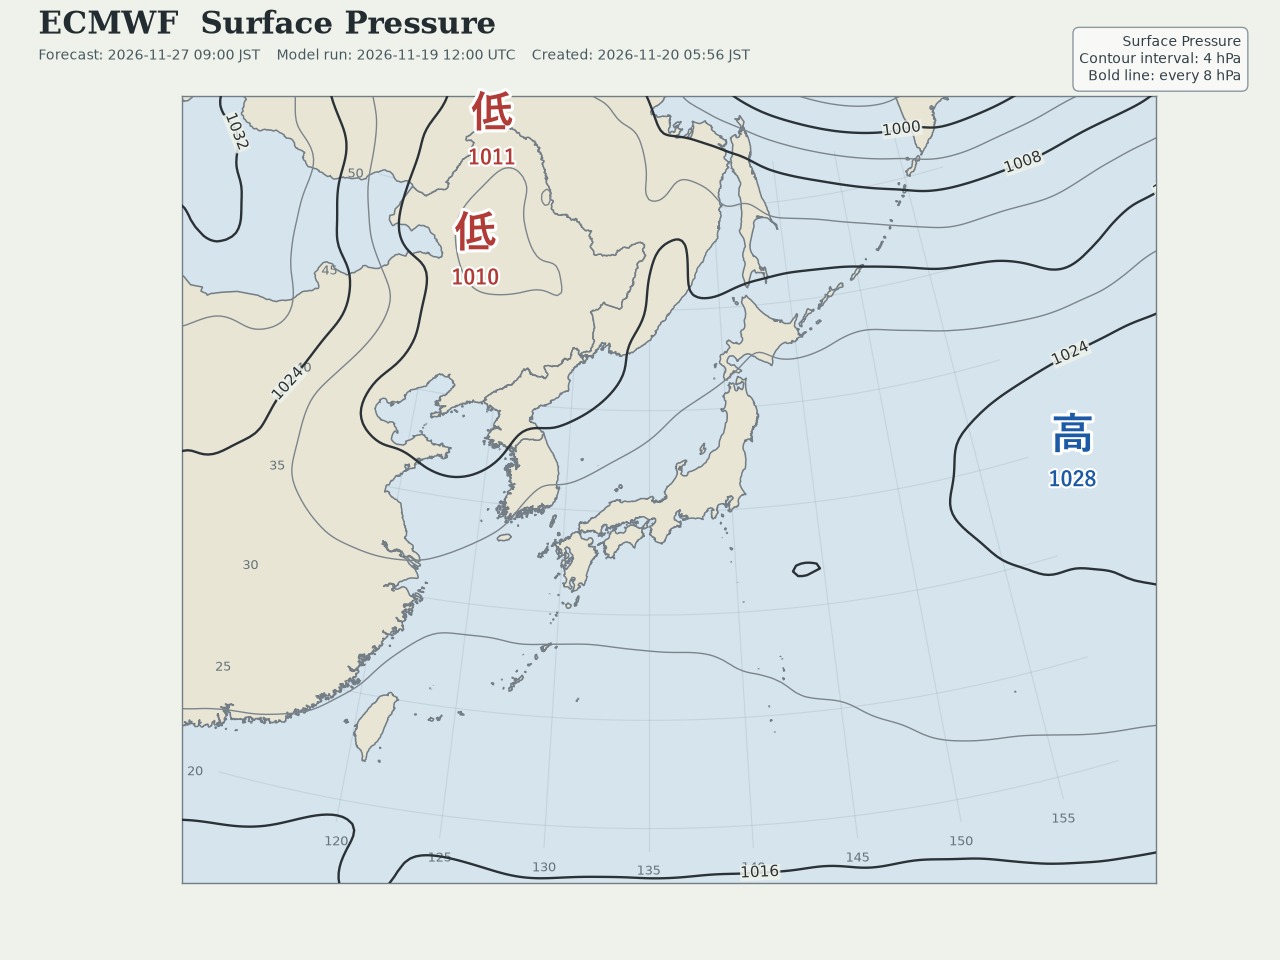 ECMWF  Surface Pressure
Forecast: 2026-11-27 09:00 JST    Model run: 2026-11-19 12:00 UTC    Created: 2026-11-20 05:56 JST
Surface Pressure
Contour interval: 4 hPa
Bold line: every 8 hPa
低
1011
低
1010
高
1028
1032
1000
1008
1024
1024
1016
50
45
35
30
25
20
120
125
130
135
145
150
155